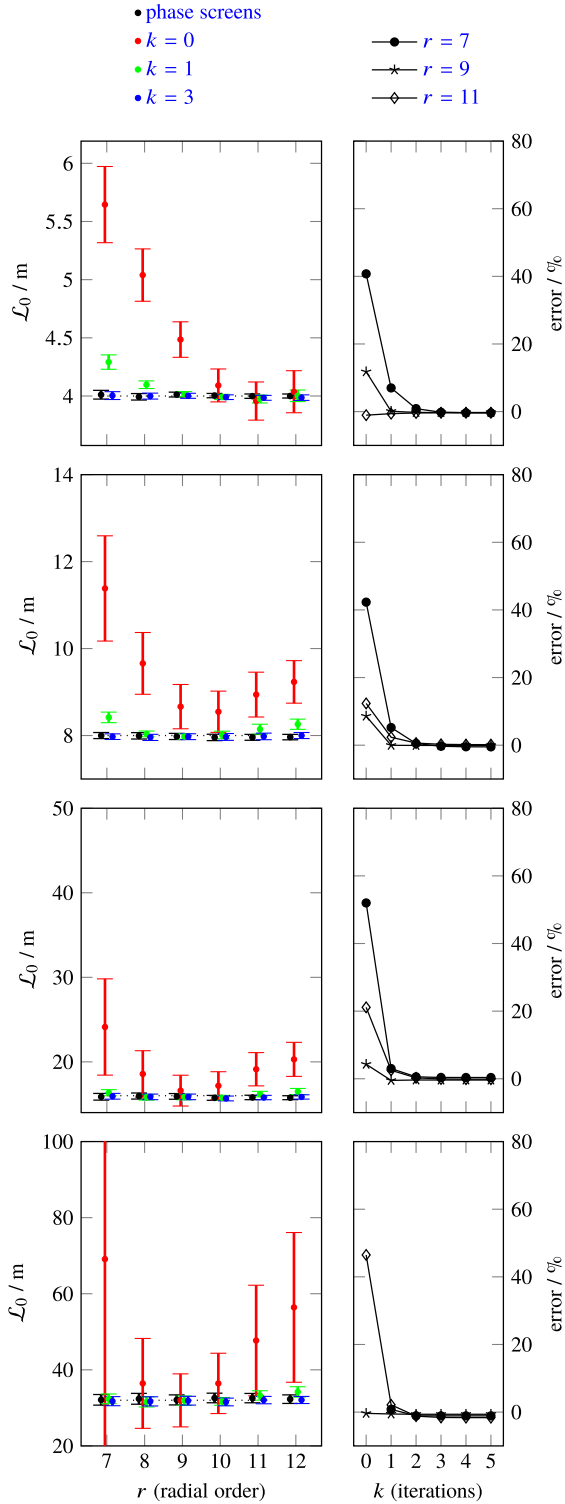 phase screens
k = 0
k = 1
k = 3
r = 7
r = 9
r = 11
6
5.5
5
4.5
4
ℒ₀ / m
80
60
40
20
0
error / %
14
12
10
8
ℒ₀ / m
80
60
40
20
0
error / %
50
40
30
20
ℒ₀ / m
80
60
40
20
0
error / %
100
80
60
40
20
ℒ₀ / m
7 8 9 10 11 12
r (radial order)
80
60
40
20
0
error / %
0 1 2 3 4 5
k (iterations)